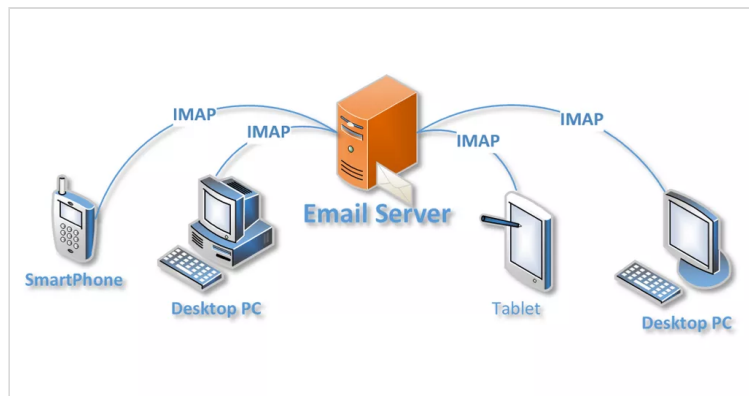 IMAP
IMAP
IMAP
IMAP
Email Server
SmartPhone
Desktop PC
Tablet
Desktop PC